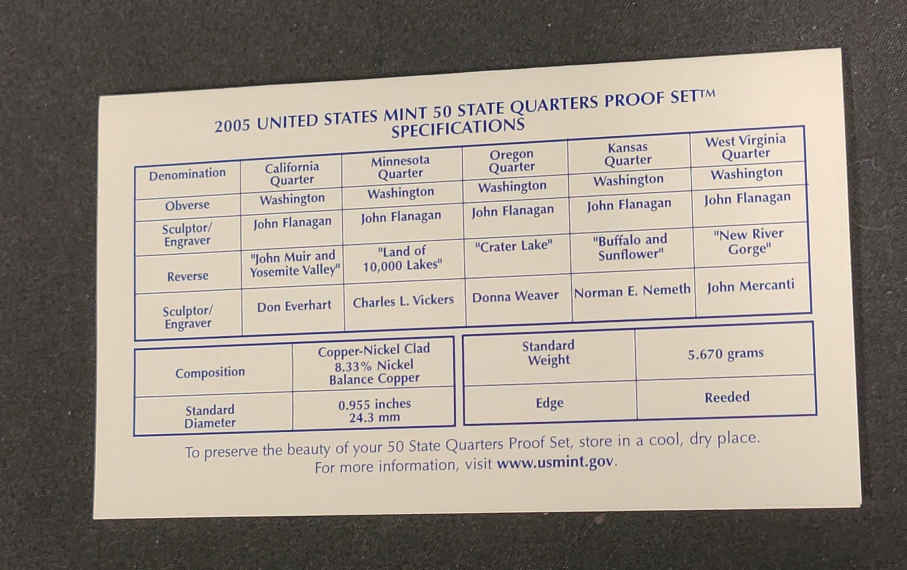 2005 UNITED STATES MINT 50 STATE QUARTERS PROOF SET™
SPECIFICATIONS
Denomination California Quarter Minnesota Quarter Oregon Quarter Kansas Quarter West Virginia Quarter
Obverse Washington Washington Washington Washington Washington
Sculptor/ Engraver John Flanagan John Flanagan John Flanagan John Flanagan John Flanagan
Reverse "John Muir and Yosemite Valley" "Land of 10,000 Lakes" "Crater Lake" "Buffalo and Sunflower" "New River Gorge"
Sculptor/ Engraver Don Everhart Charles L. Vickers Donna Weaver Norman E. Nemeth John Mercanti
Composition Copper-Nickel Clad 8.33% Nickel Balance Copper
Standard Diameter 0.955 inches 24.3 mm
Standard Weight 5.670 grams
Edge Reeded
To preserve the beauty of your 50 State Quarters Proof Set, store in a cool, dry place.
For more information, visit www.usmint.gov.